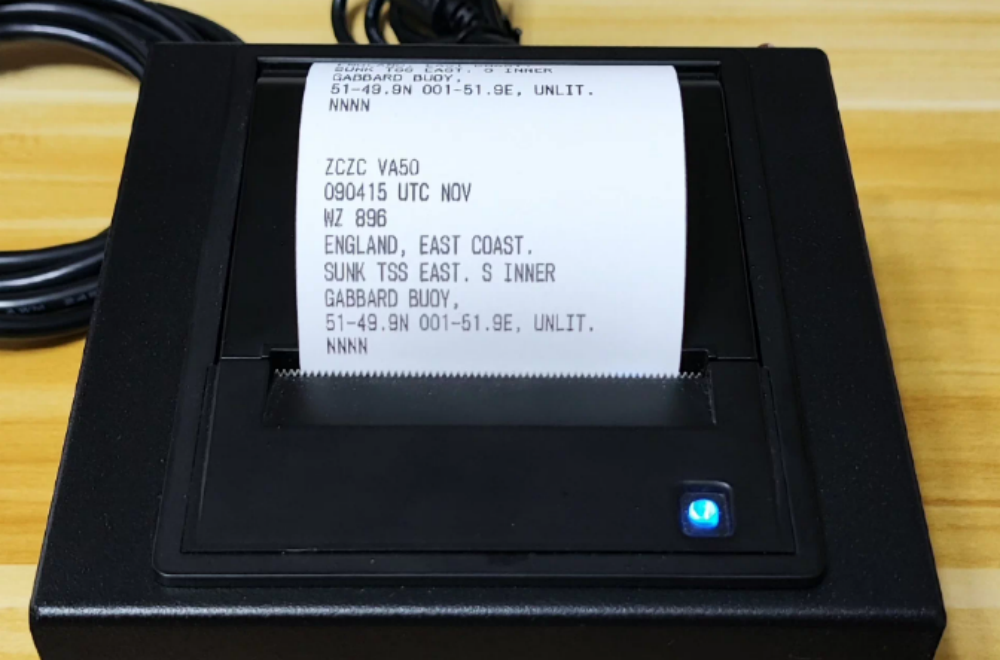 SUNK TSS EAST. S INNER
GABBARD BUOY,
51-49.9N 001-51.9E, UNLIT.
NNNN
ZCZC VA50
090415 UTC NOV
WZ 896
ENGLAND, EAST COAST.
SUNK TSS EAST. S INNER
GABBARD BUOY,
51-49.9N 001-51.9E, UNLIT.
NNNN